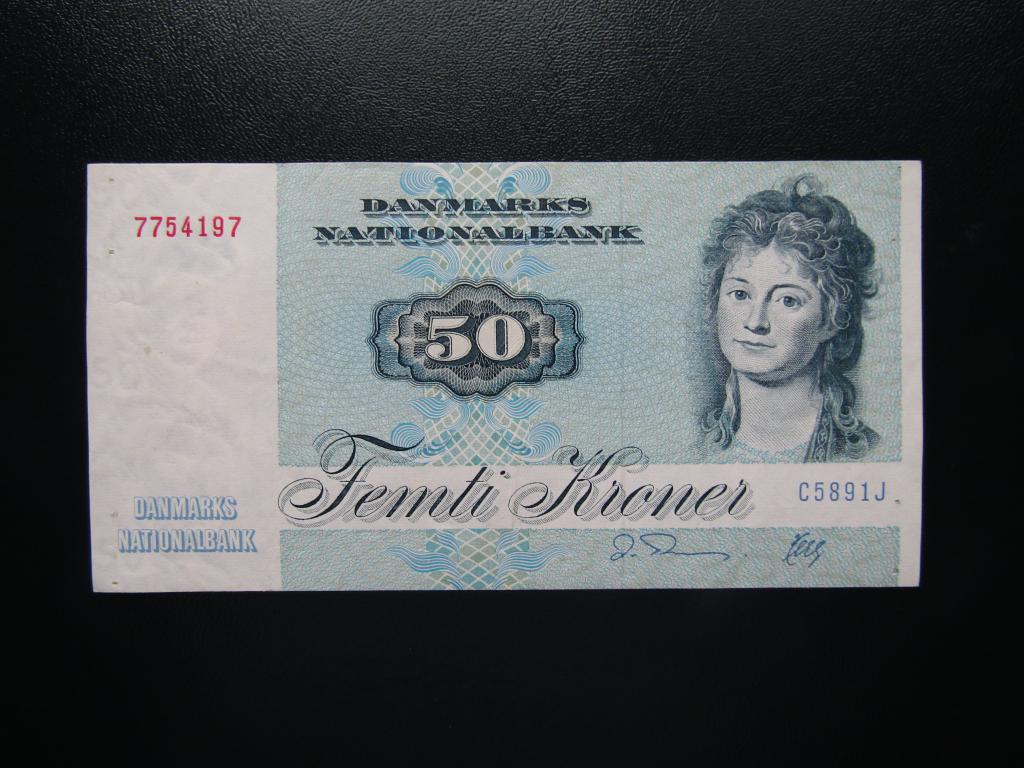 7754197
DANMARKS
NATIONALBANK
50
Femti Kroner
C5891J
DANMARKS
NATIONALBANK